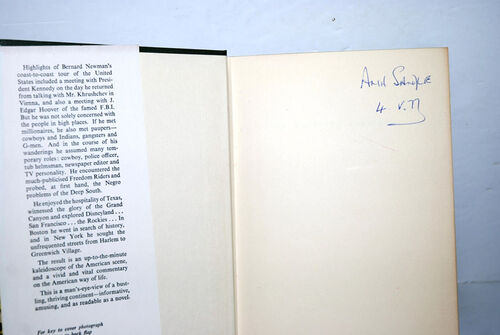 Highlights of Bernard Newman's
coast-to-coast tour of the United
States included a meeting with Presi-
dent Kennedy on the day he returned
from talking with Mr. Khrushchev in
Vienna, and also a meeting with J.
Edgar Hoover of the famed F.B.I.
But he was not solely concerned with
the people in high places. If he met
millionaires, he also met paupers—
cowboys and Indians, gangsters and
G-men. And in the course of his
wanderings he assumed many tem-
porary roles: cowboy, police officer,
tub helmsman, newspaper editor and
TV personality. He encountered the
much-publicised Freedom Riders and
probed, at first hand, the Negro
problems of the Deep South.
He enjoyed the hospitality of Texas,
witnessed the glory of the Grand
Canyon and explored Disneyland . . .
San Francisco . . . the Rockies . . . In
Boston he went in search of history,
and in New York he sought the
unfrequented streets from Harlem to
Greenwich Village.
The result is an up-to-the-minute
kaleidoscope of the American scene,
and a vivid and vital commentary
on the American way of life.
This is a man's-eye-view of a bust-
ling, thriving continent—informative,
amusing, and as readable as a novel.
For key to cover photograph
back flap
4